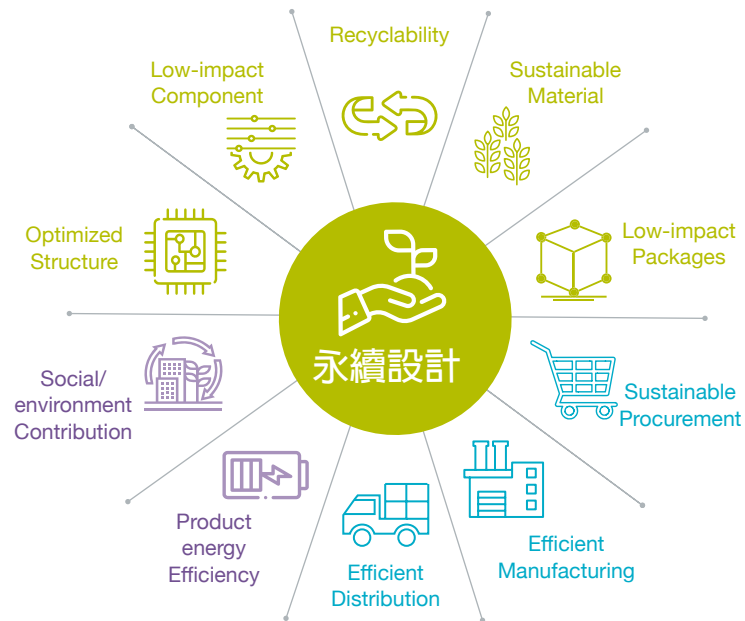 Recyclability
Low-impact
Component
Sustainable
Material
Optimized
Structure
Low-impact
Packages
永續設計
Social/
environment
Contribution
Sustainable
Procurement
Product
energy
Efficiency
Efficient
Distribution
Efficient
Manufacturing